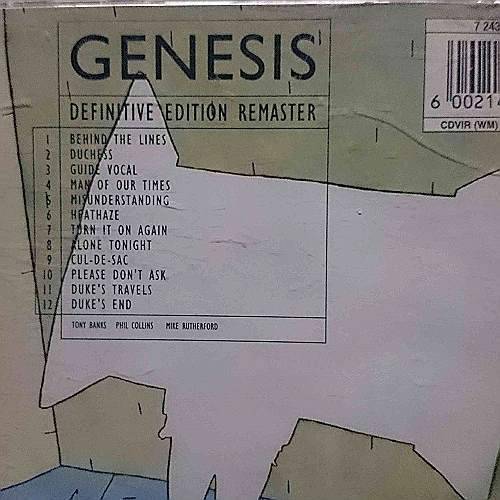 GENESIS
DEFINITIVE EDITION REMASTER
1 BEHIND THE LINES
2 DUCHESS
3 GUIDE VOCAL
4 MAN OF OUR TIMES
5 MISUNDERSTANDING
6 HEATHAZE
7 TURN IT ON AGAIN
8 ALONE TONIGHT
9 CUL-DE-SAC
10 PLEASE DON'T ASK
11 DUKE'S TRAVELS
12 DUKE'S END
TONY BANKS PHIL COLLINS MIKE RUTHERFORD
7 243
6 00214
CDVIR (WM)